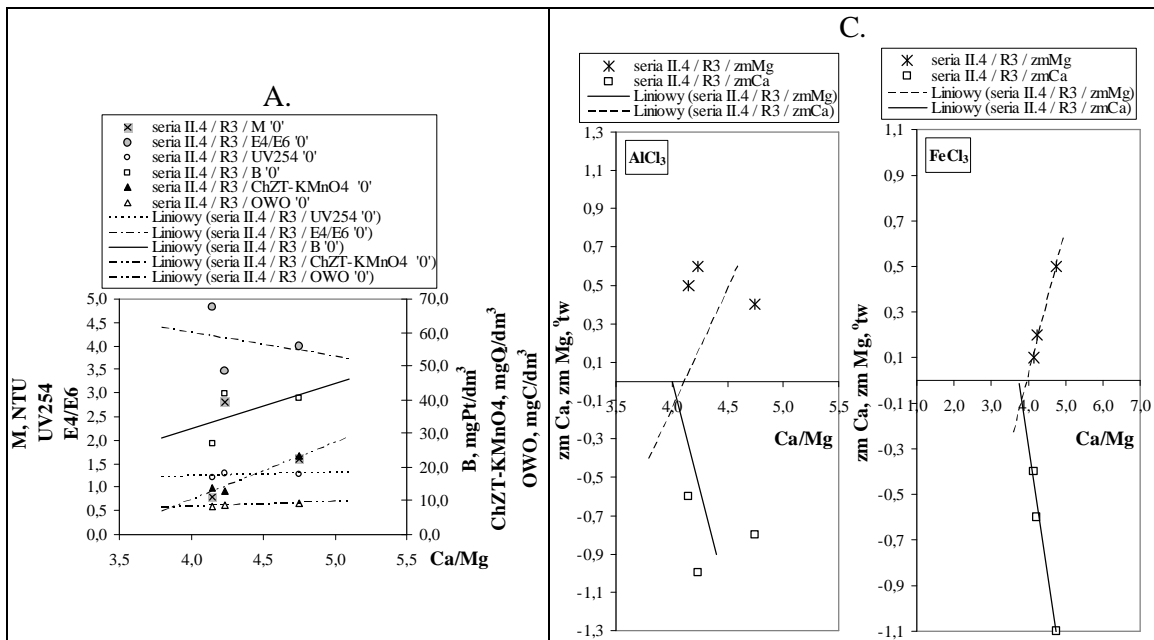 A.
seria II.4 / R3 / M '0'
seria II.4 / R3 / E4/E6 '0'
seria II.4 / R3 / UV254 '0'
seria II.4 / R3 / B '0'
seria II.4 / R3 / ChZT-KMnO4 '0'
seria II.4 / R3 / OWO '0'
Liniowy (seria II.4 / R3 / UV254 '0')
Liniowy (seria II.4 / R3 / E4/E6 '0')
Liniowy (seria II.4 / R3 / B '0')
Liniowy (seria II.4 / R3 / ChZT-KMnO4 '0')
Liniowy (seria II.4 / R3 / OWO '0')
M, NTU
UV254
E4/E6
5,0
4,5
4,0
3,5
3,0
2,5
2,0
1,5
1,0
0,5
0,0
70,0
60,0
50,0
40,0
30,0
20,0
10,0
0,0
B, mgPt/dm³
ChZT-KMnO4, mgO₂/dm³
OWO, mgC/dm³
3,5 4,0 4,5 5,0 5,5
Ca/Mg
C.
seria II.4 / R3 / zmMg
seria II.4 / R3 / zmCa
Liniowy (seria II.4 / R3 / zmMg)
Liniowy (seria II.4 / R3 / zmCa)
AlCl₃
zm Ca, zm Mg, °tw
1,3
1,1
0,9
0,7
0,5
0,3
0,1
-0,1
-0,3
-0,5
-0,7
-0,9
-1,1
-1,3
3,5 4,0 4,5 5,0 5,5
Ca/Mg
seria II.4 / R3 / zmMg
seria II.4 / R3 / zmCa
Liniowy (seria II.4 / R3 / zmMg)
Liniowy (seria II.4 / R3 / zmCa)
FeCl₃
zm Ca, zm Mg, °tw
1,1
0,9
0,7
0,5
0,3
0,1
-0,1
-0,3
-0,5
-0,7
-0,9
-1,1
1,0 2,0 3,0 4,0 5,0 6,0 7,0
Ca/Mg